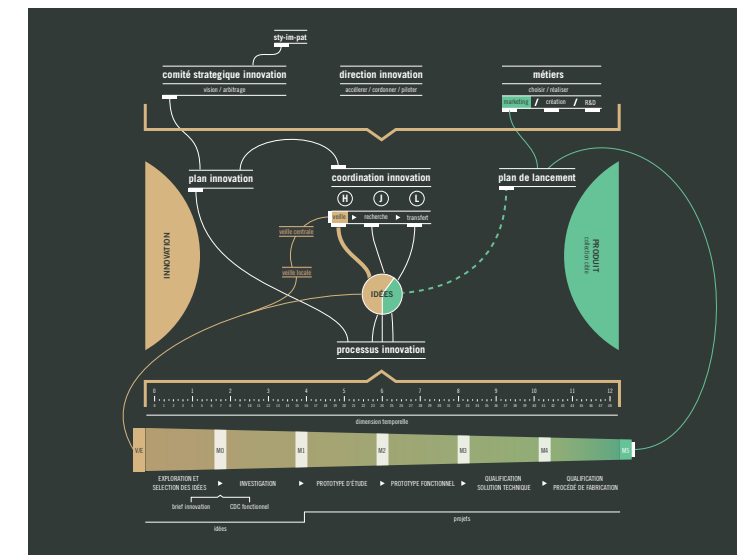 sty-im-pat
comité strategique innovation
vision / arbitrage
direction innovation
accélerer / cordonner / piloter
métiers
choisir / réaliser
marketing / création / R&D
plan innovation
coordination innovation
plan de lancement
H J L
veille ▶ recherche ▶ transfert
veille centrale
veille locale
INNOVATION
IDÉES
PRODUIT
création idée
processus innovation
0 1 2 3 4 5 6 7 8 9 10 11 12
dimension temporelle
V/E M0 M1 M2 M3 M4 M5
EXPLORATION ET
SÉLECTION DES IDÉES
▶ INVESTIGATION ▶ PROTOTYPE D'ÉTUDE ▶ PROTOTYPE FONCTIONNEL ▶
QUALIFICATION
SOLUTION TECHNIQUE
▶
QUALIFICATION
PROCÉDÉ DE FABRICATION
brief innovation
CDC fonctionnel
idées
projets